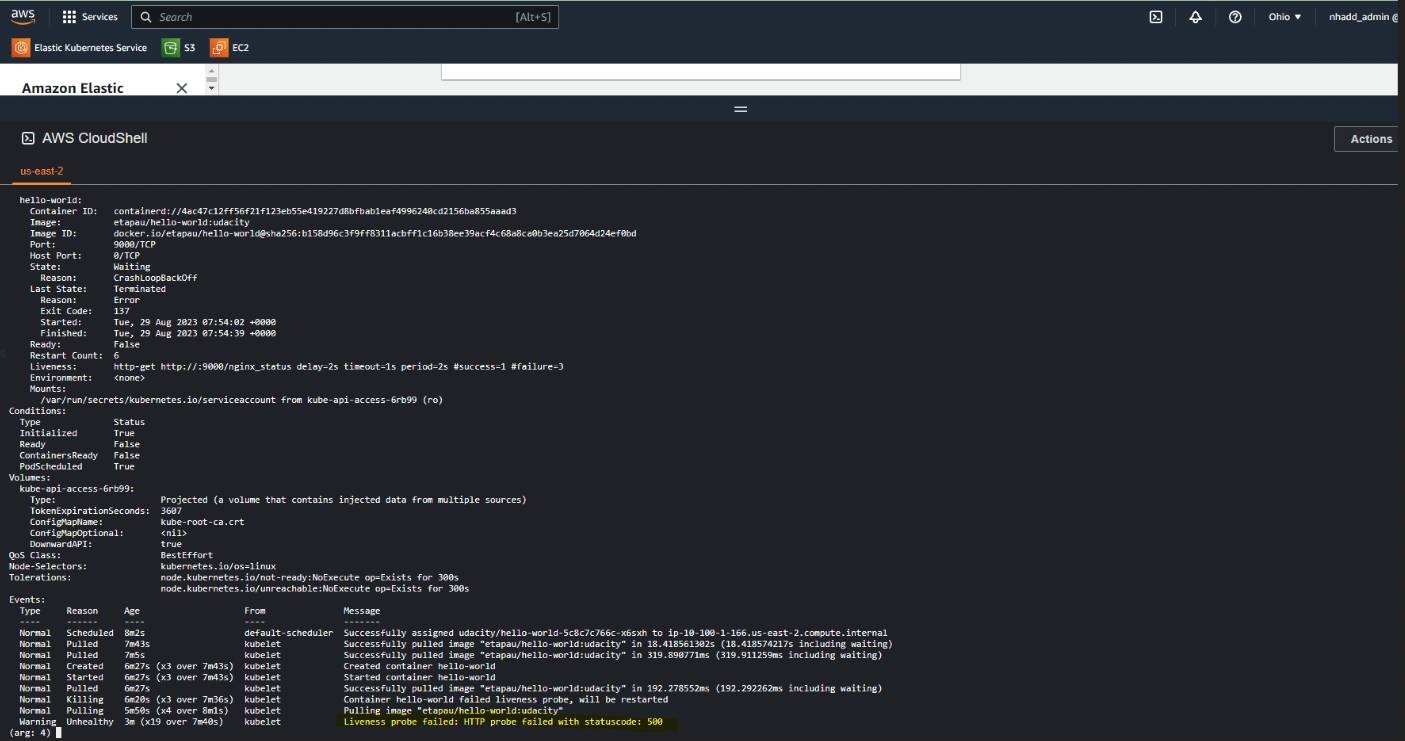 aws
Services
Search
[Alt+S]
Ohio ▼
nhadd_admin @
Elastic Kubernetes Service
S3
EC2
Amazon Elastic
AWS CloudShell
Actions
us-east-2
hello-world:
Container ID: containerd://4ac47c12ff56f21f123eb55e419227d8bfbab1eaf4996240cd2156ba855aaad3
Image: etapau/hello-world:udacity
Image ID: docker.io/etapau/hello-world@sha256:b158d96c3f9ff8311acbff1c16b38ee39acf4c68a8ca0b3ea25d7064d24ef0bd
Port: 9000/TCP
Host Port: 0/TCP
State: Waiting
Reason: CrashLoopBackOff
Last State: Terminated
Reason: Error
Exit Code: 137
Started: Tue, 29 Aug 2023 07:54:02 +0000
Finished: Tue, 29 Aug 2023 07:54:39 +0000
Ready: False
Restart Count: 6
Liveness: http-get http://:9000/nginx_status delay=2s timeout=1s period=2s #success=1 #failure=3
Environment: <none>
Mounts:
/var/run/secrets/kubernetes.io/serviceaccount from kube-api-access-6rb99 (ro)
Conditions:
Type Status
Initialized True
Ready False
ContainersReady False
PodScheduled True
Volumes:
kube-api-access-6rb99:
Type: Projected (a volume that contains injected data from multiple sources)
TokenExpirationSeconds: 3607
ConfigMapName: kube-root-ca.crt
ConfigMapOptional: <nil>
DownwardAPI: true
QoS Class: BestEffort
Node-Selectors: kubernetes.io/os=linux
Tolerations: node.kubernetes.io/not-ready:NoExecute op=Exists for 300s
node.kubernetes.io/unreachable:NoExecute op=Exists for 300s
Events:
Type Reason Age From Message
---- ------ ---- ---- -------
Normal Scheduled 8m2s default-scheduler Successfully assigned udacity/hello-world-5c8c7c766c-x6sxh to ip-10-100-1-166.us-east-2.compute.internal
Normal Pulled 7m43s kubelet Successfully pulled image "etapau/hello-world:udacity" in 18.418561302s (18.418574217s including waiting)
Normal Pulled 7m5s kubelet Successfully pulled image "etapau/hello-world:udacity" in 319.890771ms (319.911259ms including waiting)
Normal Created 6m27s (x3 over 7m43s) kubelet Created container hello-world
Normal Started 6m27s (x3 over 7m43s) kubelet Started container hello-world
Normal Pulled 6m27s kubelet Successfully pulled image "etapau/hello-world:udacity" in 192.278552ms (192.292262ms including waiting)
Normal Killing 6m20s (x3 over 7m36s) kubelet Container hello-world failed liveness probe, will be restarted
Normal Pulling 5m50s (x4 over 8m1s) kubelet Pulling image "etapau/hello-world:udacity"
Warning Unhealthy 3m (x19 over 7m40s) kubelet Liveness probe failed: HTTP probe failed with statuscode: 500
(arg: 4)